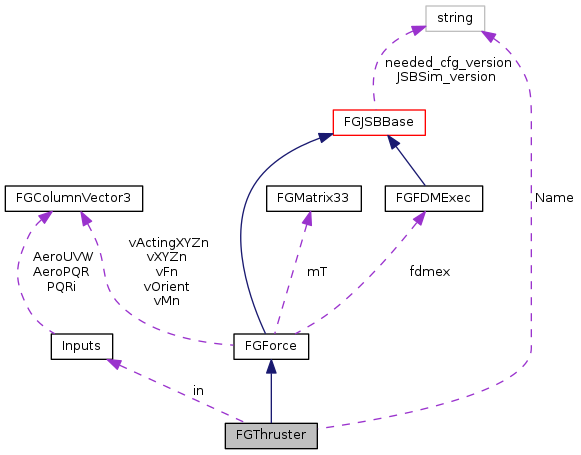 string
needed_cfg_version
JSBSim_version
FGJSBBase
FGColumnVector3
FGMatrix33
FGFDMExec
Name
AeroUVW
AeroPQR
PQRi
vActingXYZn
vXYZn
vFn
vOrient
vMn
mT
fdmex
Inputs
FGForce
in
FGThruster